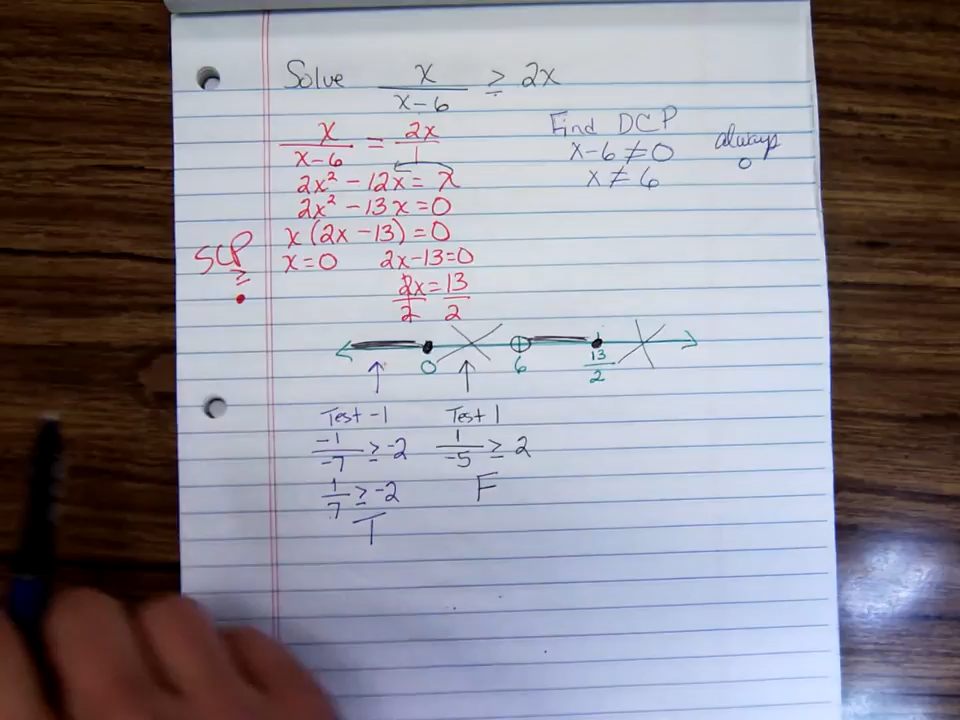 Solve x/(x-6) ≥ 2x
x/(x-6) = 2x/1
2x² - 12x = x
2x² - 13x = 0
x(2x - 13) = 0
x = 0 2x - 13 = 0
2x/2 = 13/2
SCP
≥
Find DCP
x - 6 ≠ 0
x ≠ 6
always
○
0 6 13/2
Test -1 Test 1
-1/-7 ≥ -2 1/-5 ≥ 2
1/7 ≥ -2 F
T